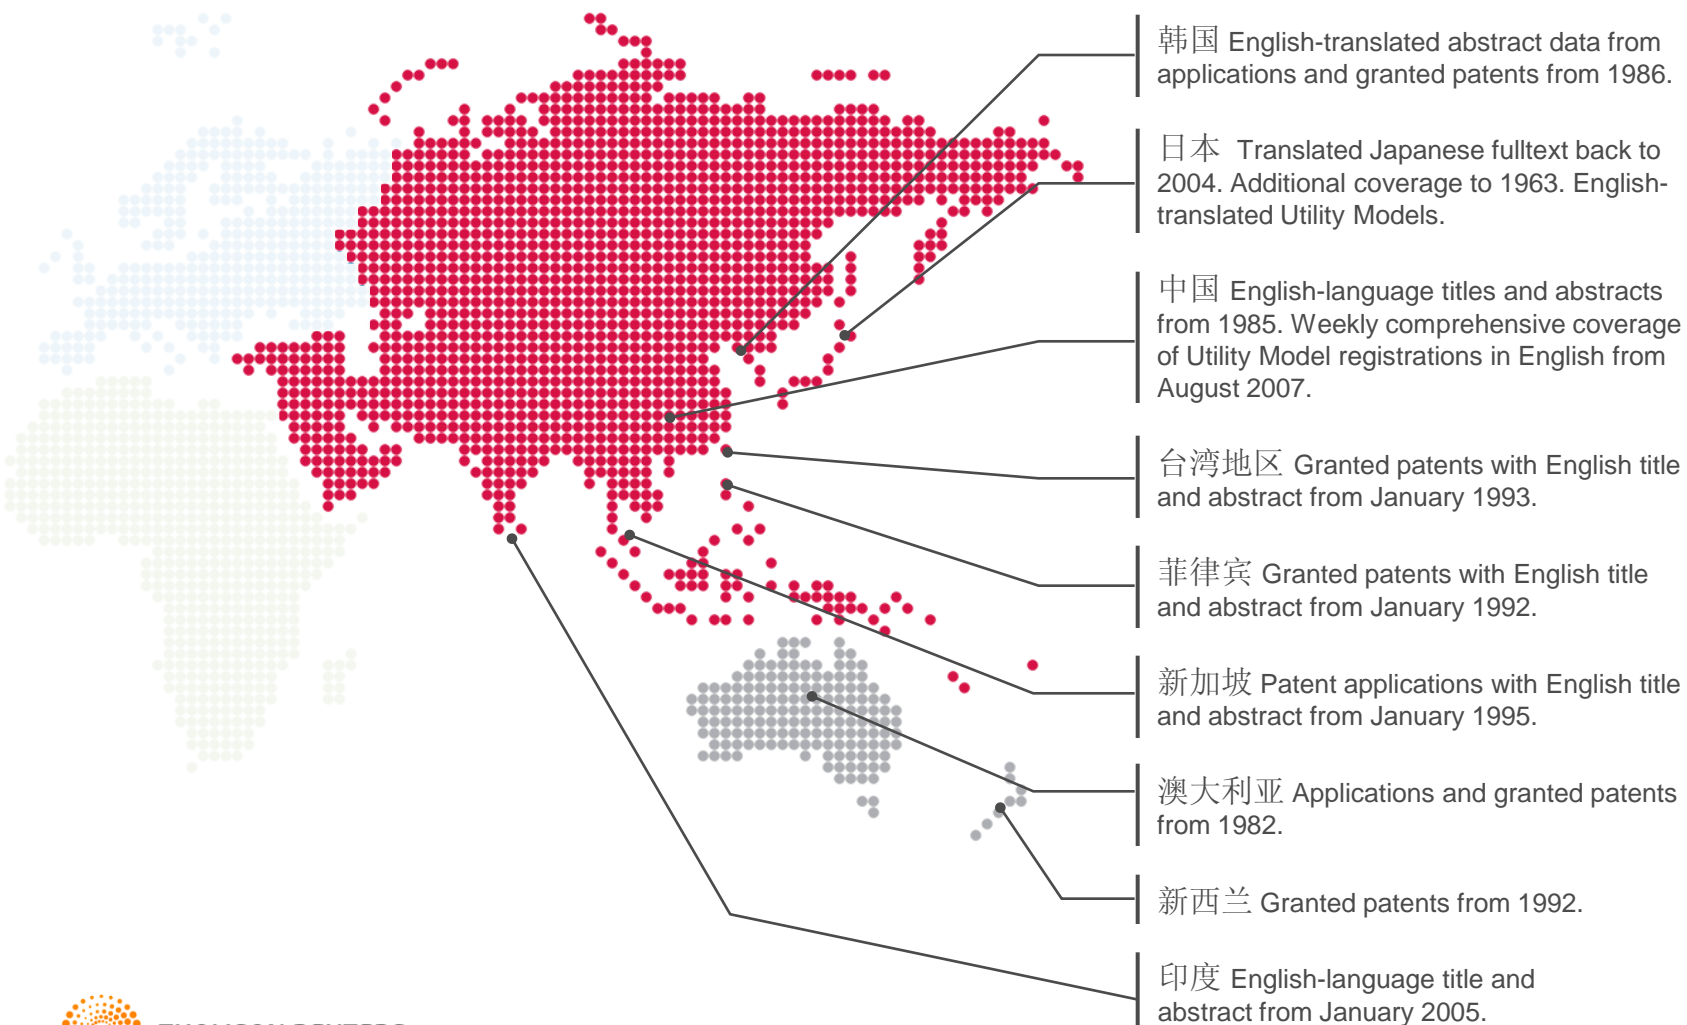 韩国 English-translated abstract data from
applications and granted patents from 1986.
日本 Translated Japanese fulltext back to
2004. Additional coverage to 1963. English-
translated Utility Models.
中国 English-language titles and abstracts
from 1985. Weekly comprehensive coverage
of Utility Model registrations in English from
August 2007.
台湾地区 Granted patents with English title
and abstract from January 1993.
菲律宾 Granted patents with English title
and abstract from January 1992.
新加坡 Patent applications with English title
and abstract from January 1995.
澳大利亚 Applications and granted patents
from 1982.
新西兰 Granted patents from 1992.
印度 English-language title and
abstract from January 2005.
THOMSON REUTERS